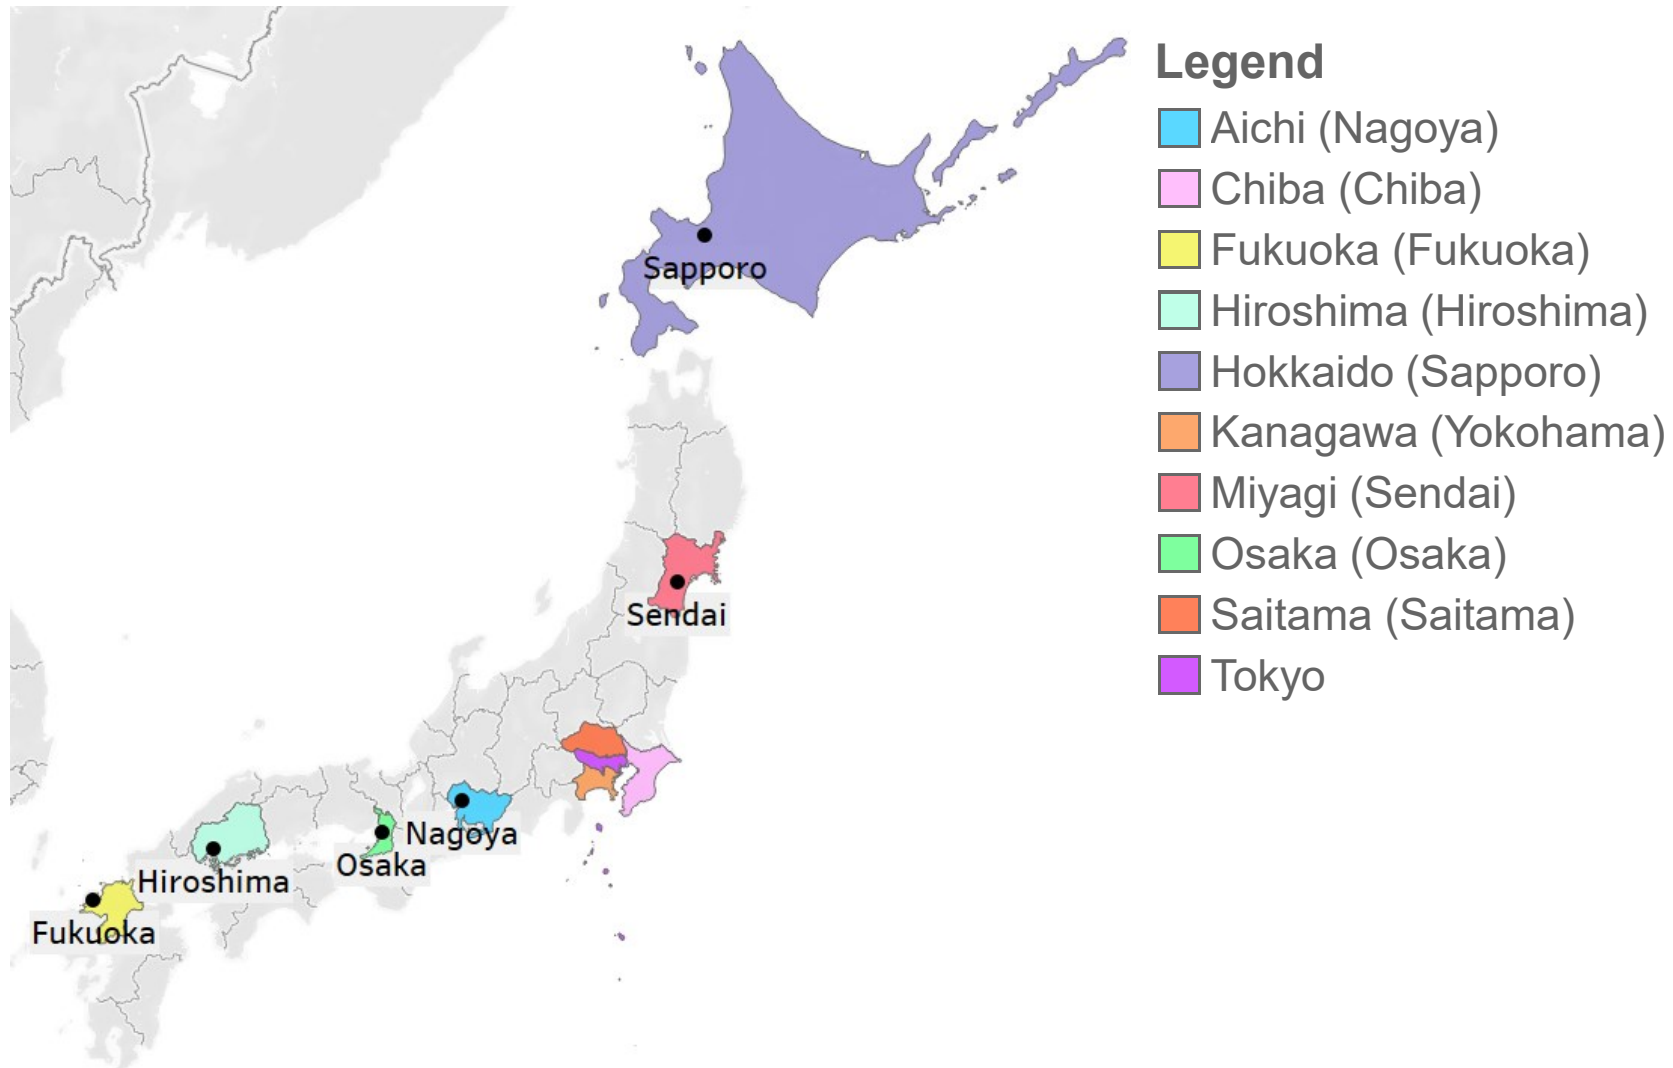 Legend
Aichi (Nagoya)
Chiba (Chiba)
Fukuoka (Fukuoka)
Hiroshima (Hiroshima)
Hokkaido (Sapporo)
Kanagawa (Yokohama)
Miyagi (Sendai)
Osaka (Osaka)
Saitama (Saitama)
Tokyo
Sapporo
Sendai
Nagoya
Osaka
Hiroshima
Fukuoka